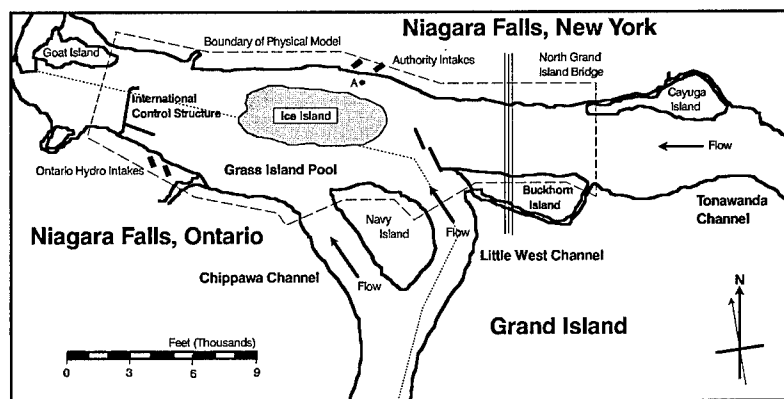 Niagara Falls, New York
Goat Island
Boundary of Physical Model
Authority Intakes
North Grand
Island Bridge
A
Cayuga
Island
International
Control Structure
Ice Island
Flow
Ontario Hydro Intakes
Grass Island Pool
Buckhorn
Island
Tonawanda
Channel
Niagara Falls, Ontario
Navy
Island
Flow
Little West Channel
Chippawa Channel
Flow
N
Grand Island
Feet (Thousands)
0 3 6 9